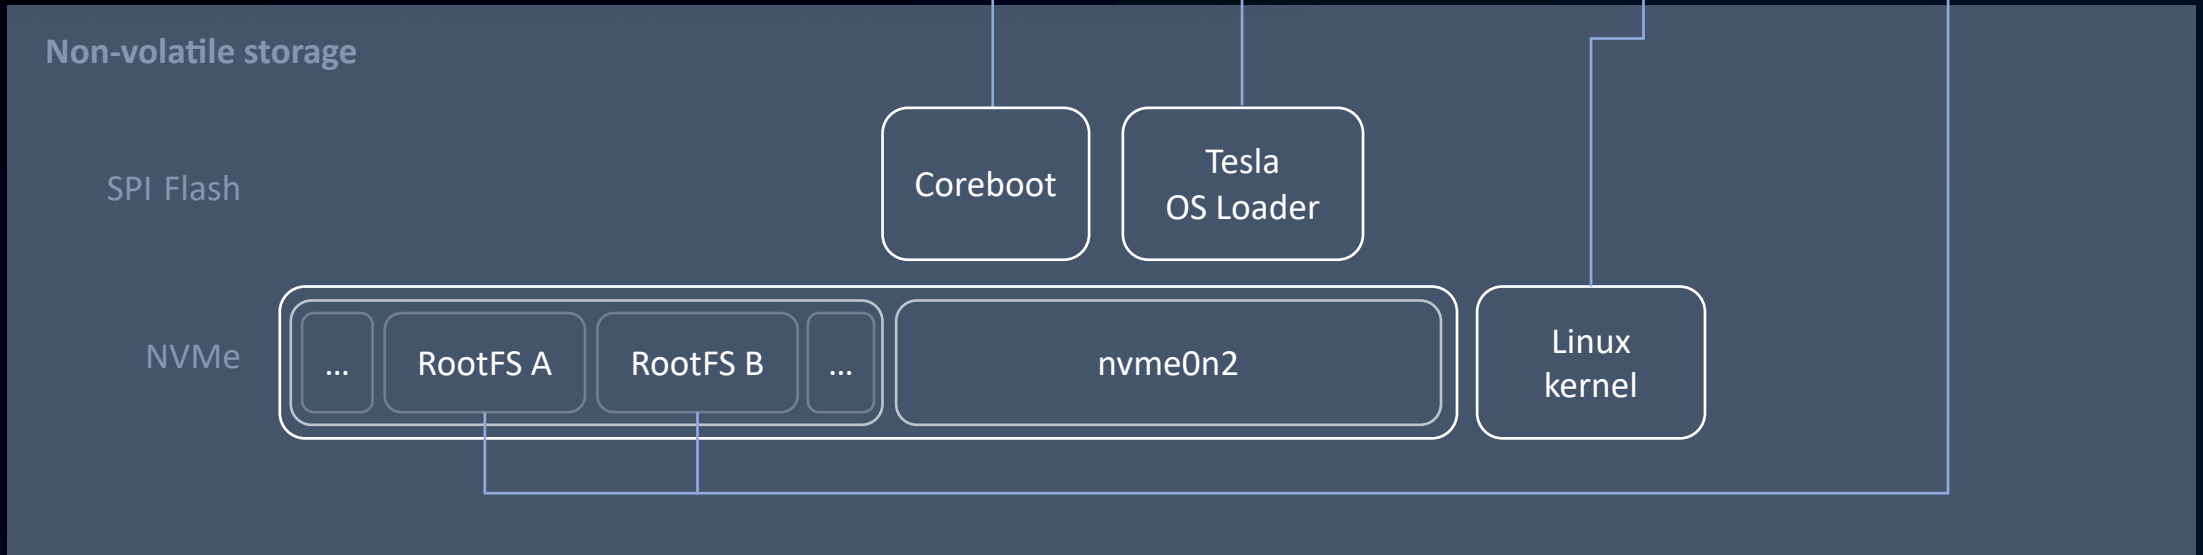 Non-volatile storage
SPI Flash
Coreboot
Tesla
OS Loader
NVMe
...
RootFS A
RootFS B
...
nvme0n2
Linux
kernel